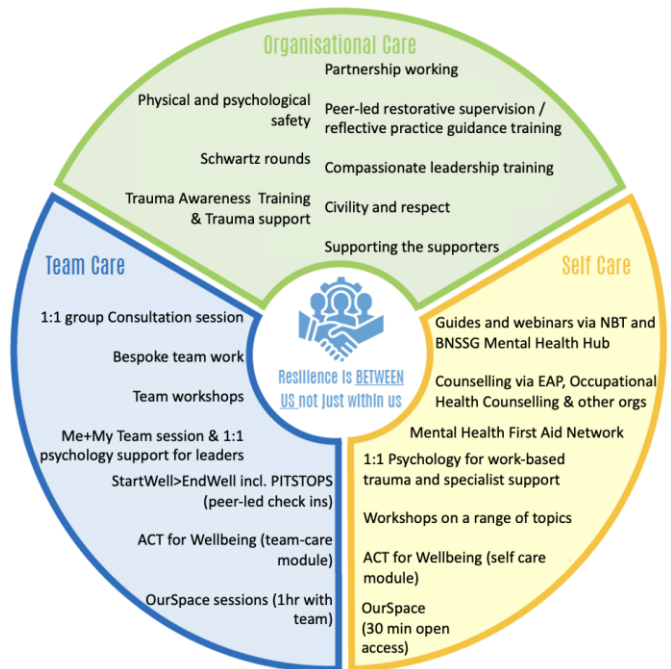 Organisational Care
Physical and psychological
safety
Schwartz rounds
Trauma Awareness Training
& Trauma support
Partnership working
Peer-led restorative supervision /
reflective practice guidance training
Compassionate leadership training
Civility and respect
Supporting the supporters
Team Care
1:1 group Consultation session
Bespoke team work
Team workshops
Me+My Team session & 1:1
psychology support for leaders
StartWell>EndWell incl. PITSTOPS
(peer-led check ins)
ACT for Wellbeing (team-care
module)
OurSpace sessions (1hr with
team)
Resilience is BETWEEN
US not just within us
Self Care
Guides and webinars via NBT and
BNSSG Mental Health Hub
Counselling via EAP, Occupational
Health Counselling & other orgs
Mental Health First Aid Network
1:1 Psychology for work-based
trauma and specialist support
Workshops on a range of topics
ACT for Wellbeing (self care
module)
OurSpace
(30 min open
access)